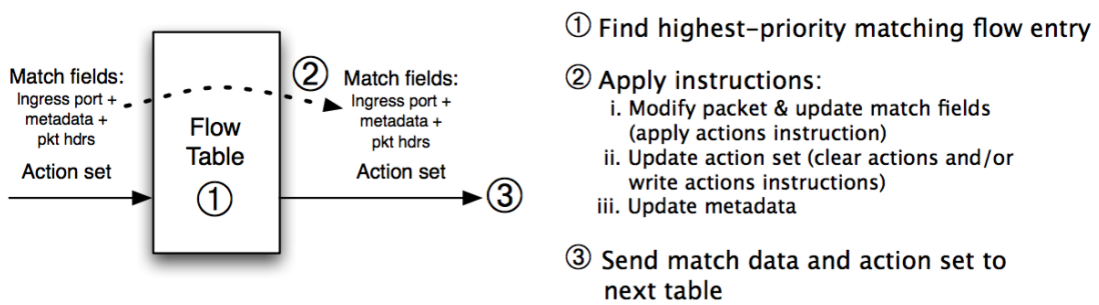 Match fields:
Ingress port +
metadata +
pkt hdrs
Action set
Flow
Table
①
②
Match fields:
Ingress port +
metadata +
pkt hdrs
Action set
③
① Find highest-priority matching flow entry
② Apply instructions:
i. Modify packet & update match fields
(apply actions instruction)
ii. Update action set (clear actions and/or
write actions instructions)
iii. Update metadata
③ Send match data and action set to
next table